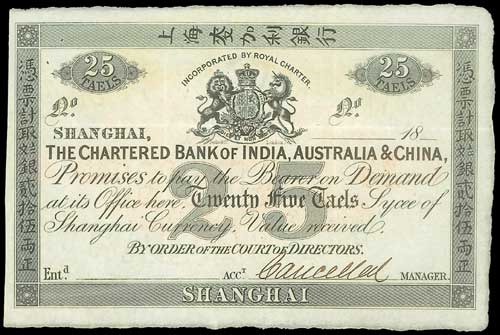 上海麥加利銀行
25
TAELS
INCORPORATED BY ROYAL CHARTER.
25
TAELS
No
No
SHANGHAI, 18
THE CHARTERED BANK OF INDIA, AUSTRALIA & CHINA,
Promises to pay the Bearer on Demand
at its Office here, Twenty Five Taels. Sycee of
Shanghai Currency. Value received.
25
BY ORDER OF THE COURT OF DIRECTORS.
Ent.d ACCt Cancelled MANAGER.
SHANGHAI
憑票計取銀貳拾伍兩正
憑票計取銀貳拾伍兩正